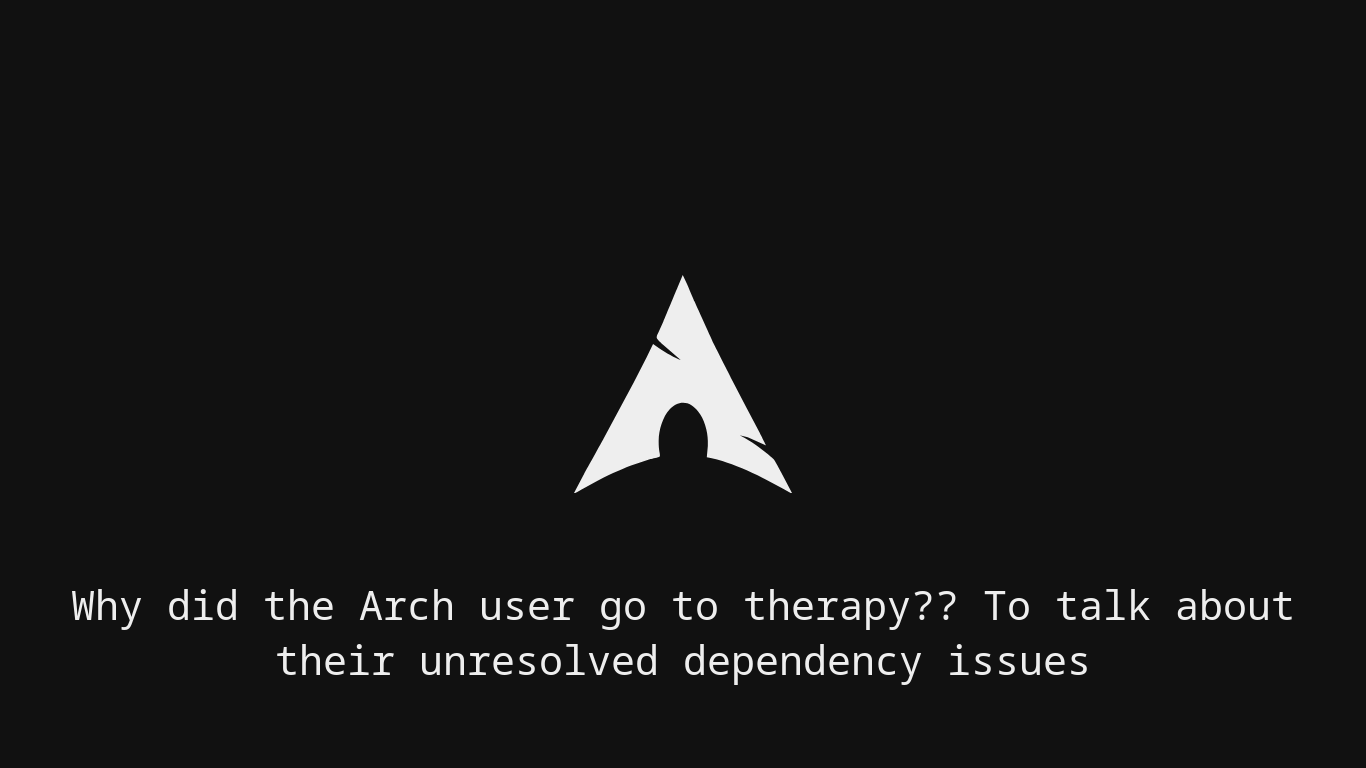 Why did the Arch user go to therapy?? To talk about
their unresolved dependency issues